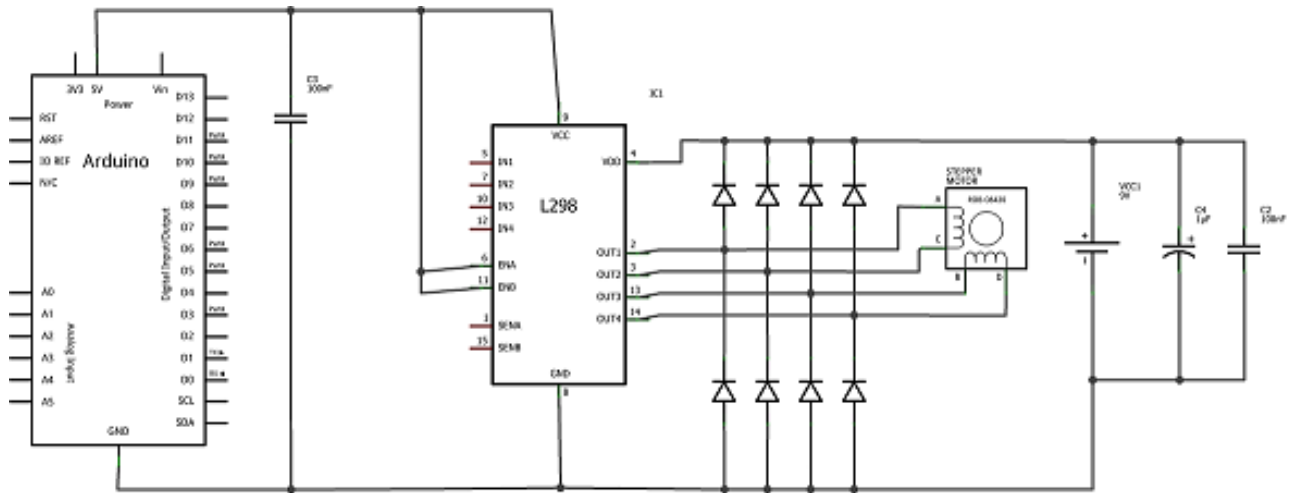 C3
100nF
IC1
3V3 5V Vin
Power
D13
RST
D12
AREF
D11 PWM
IO REF
D10 PWM
Arduino
N/C
D9 PWM
D8
D7
D6 PWM
D5 PWM
A0
D4
A1
D3 PWM
A2
D2
A3
D1
A4
D0
A5
SCL
SDA
Digital Input/Output
Analog Input
GND
9
VCC
5 IN1
VDD 4
7 IN2
10 IN3
L298
12 IN4
OUT1 2
6 ENA
OUT2 3
11
OUT3 13
OUT4 14
1 SENA
15 SENB
GND
8
STEPPER
MOTOR
A
C
B
D
VCC1
9V
1µF
C2
100nF
+
+